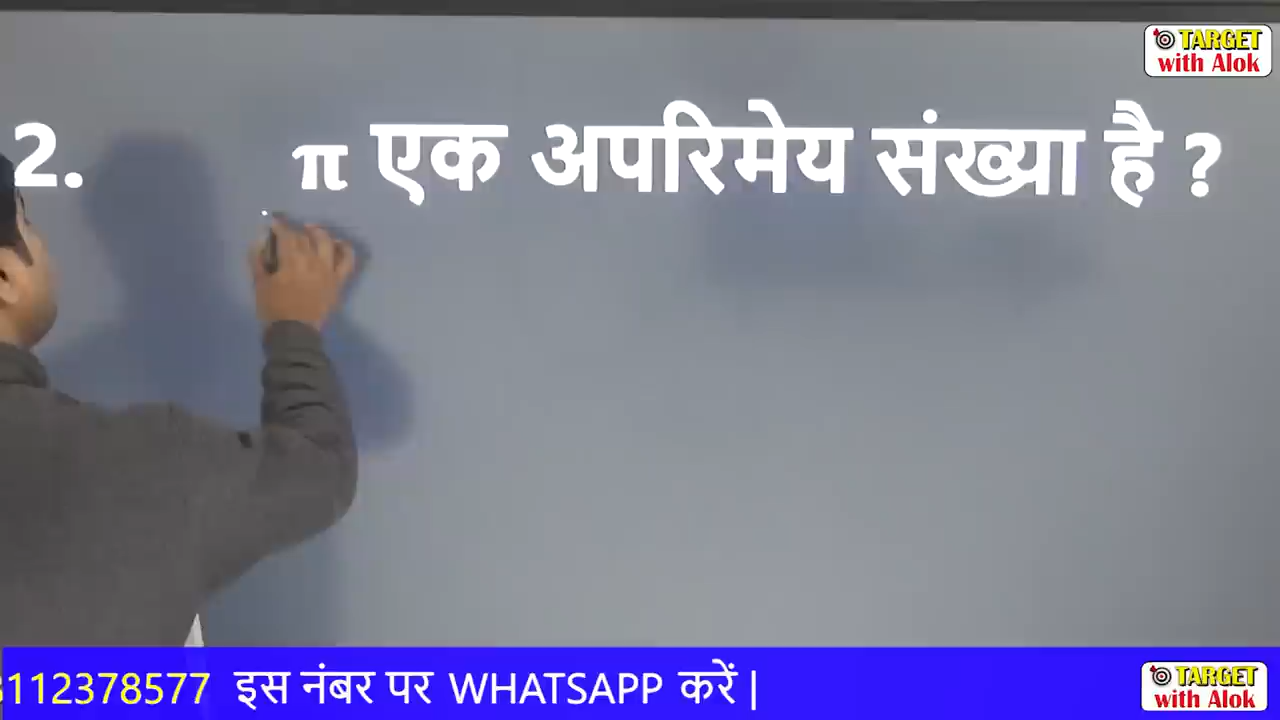 TARGET
with Alok
2. π एक अपरिमेय संख्या है ?
112378577 इस नंबर पर WHATSAPP करें |
TARGET
with Alok